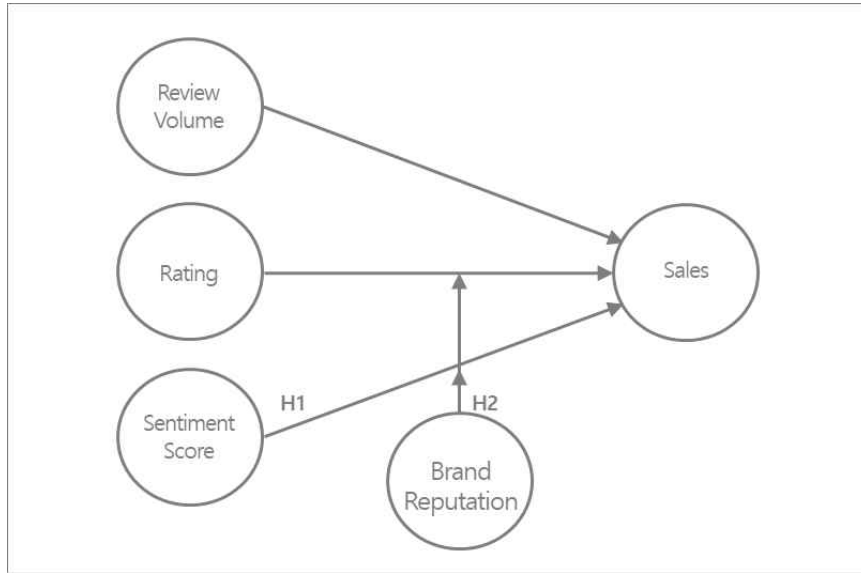 Review
Volume
Rating
Sales
Sentiment
Score
H1
H2
Brand
Reputation